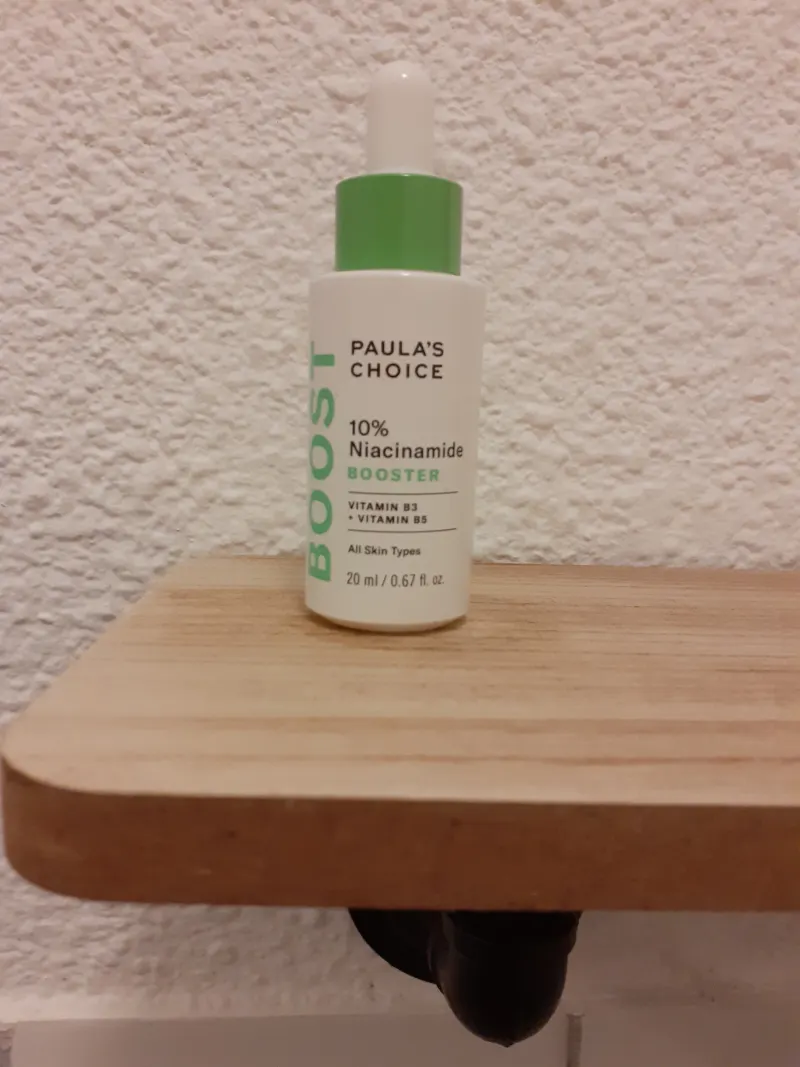 BOOST
PAULA'S
CHOICE
10%
Niacinamide
BOOSTER
VITAMIN B3
+ VITAMIN B5
All Skin Types
20 ml / 0.67 fl. oz.